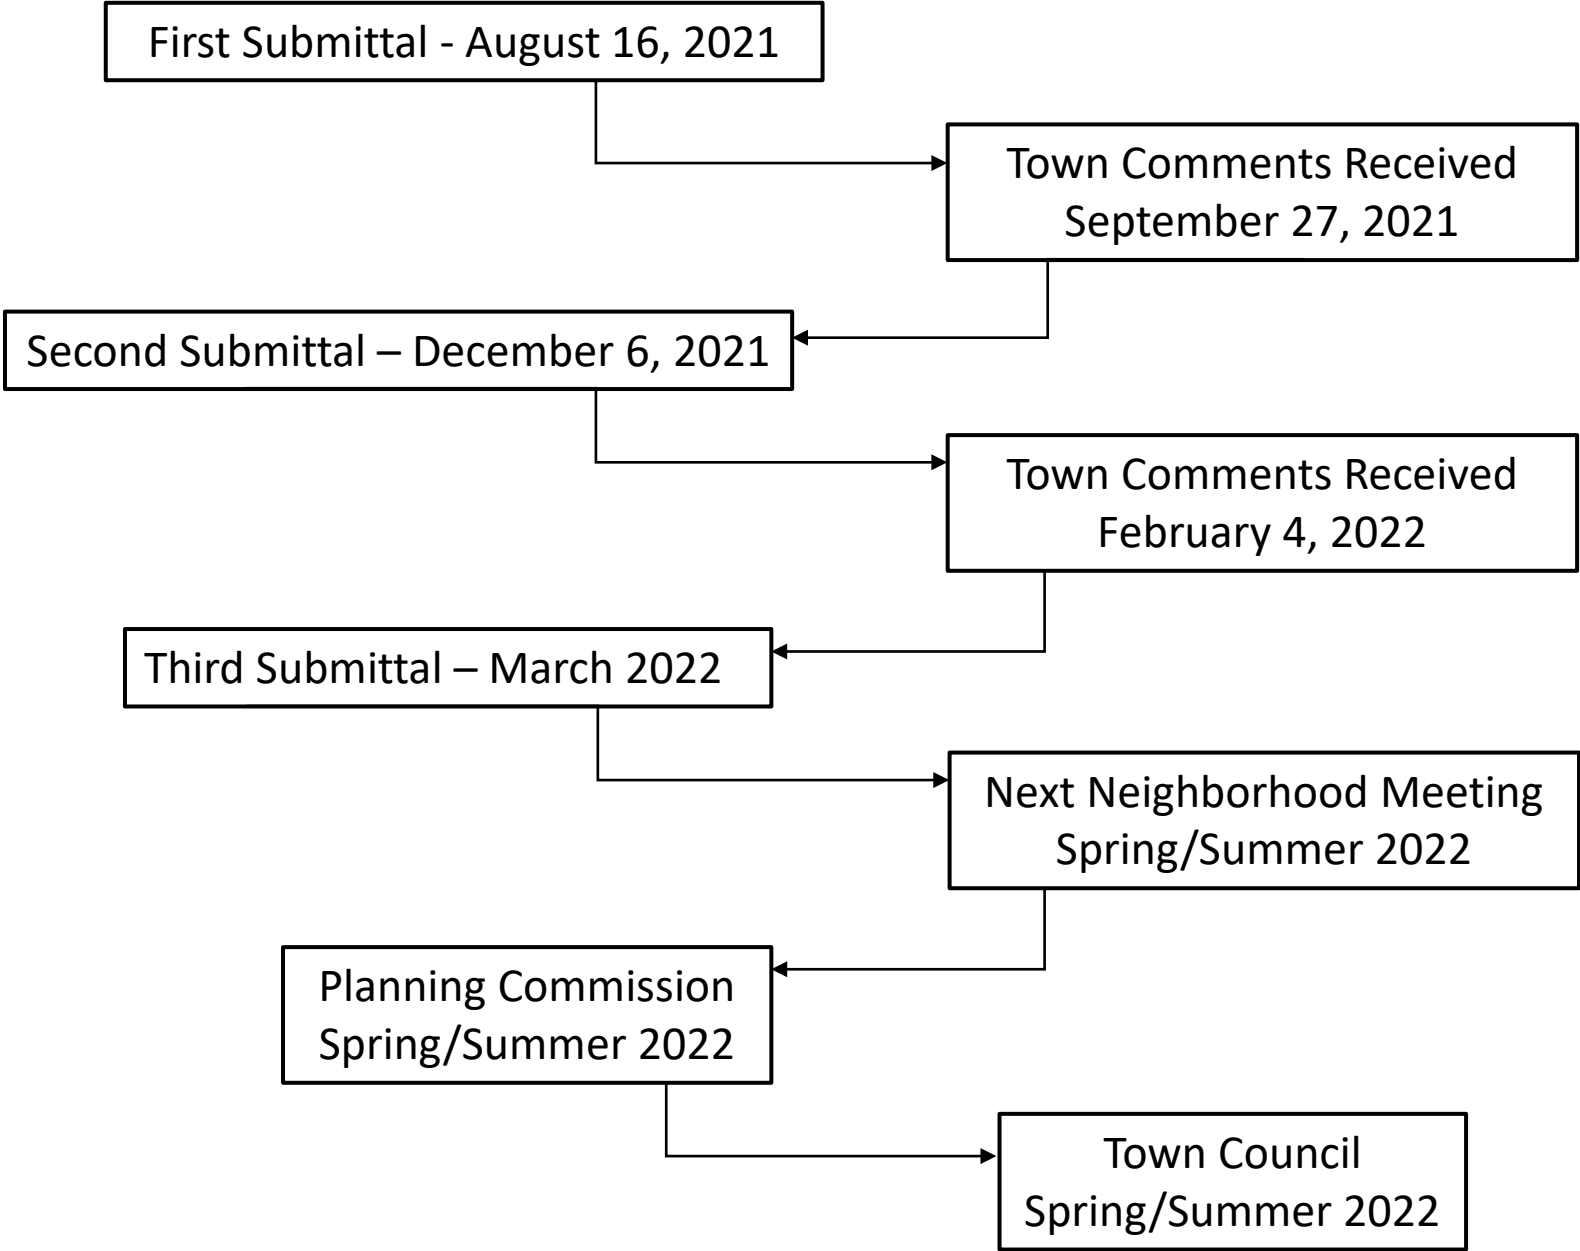 First Submittal - August 16, 2021
Town Comments Received
September 27, 2021
Second Submittal – December 6, 2021
Town Comments Received
February 4, 2022
Third Submittal – March 2022
Next Neighborhood Meeting
Spring/Summer 2022
Planning Commission
Spring/Summer 2022
Town Council
Spring/Summer 2022